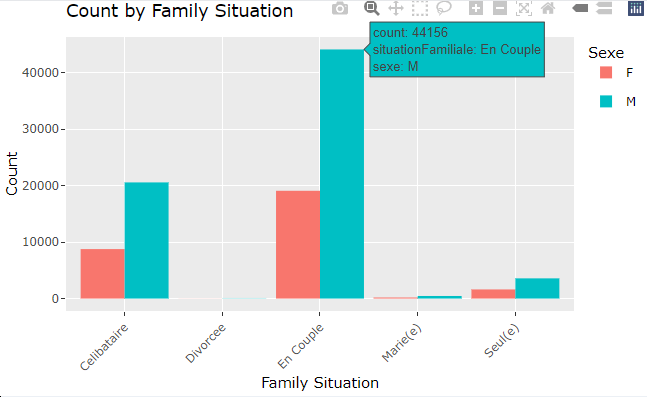 Count by Family Situation
count: 44156
situationFamiliale: En Couple
sexe: M
Sexe
F
M
Count
40000
30000
20000
10000
0
Celibataire
Divorcee
En Couple
Marie(e)
Seul(e)
Family Situation